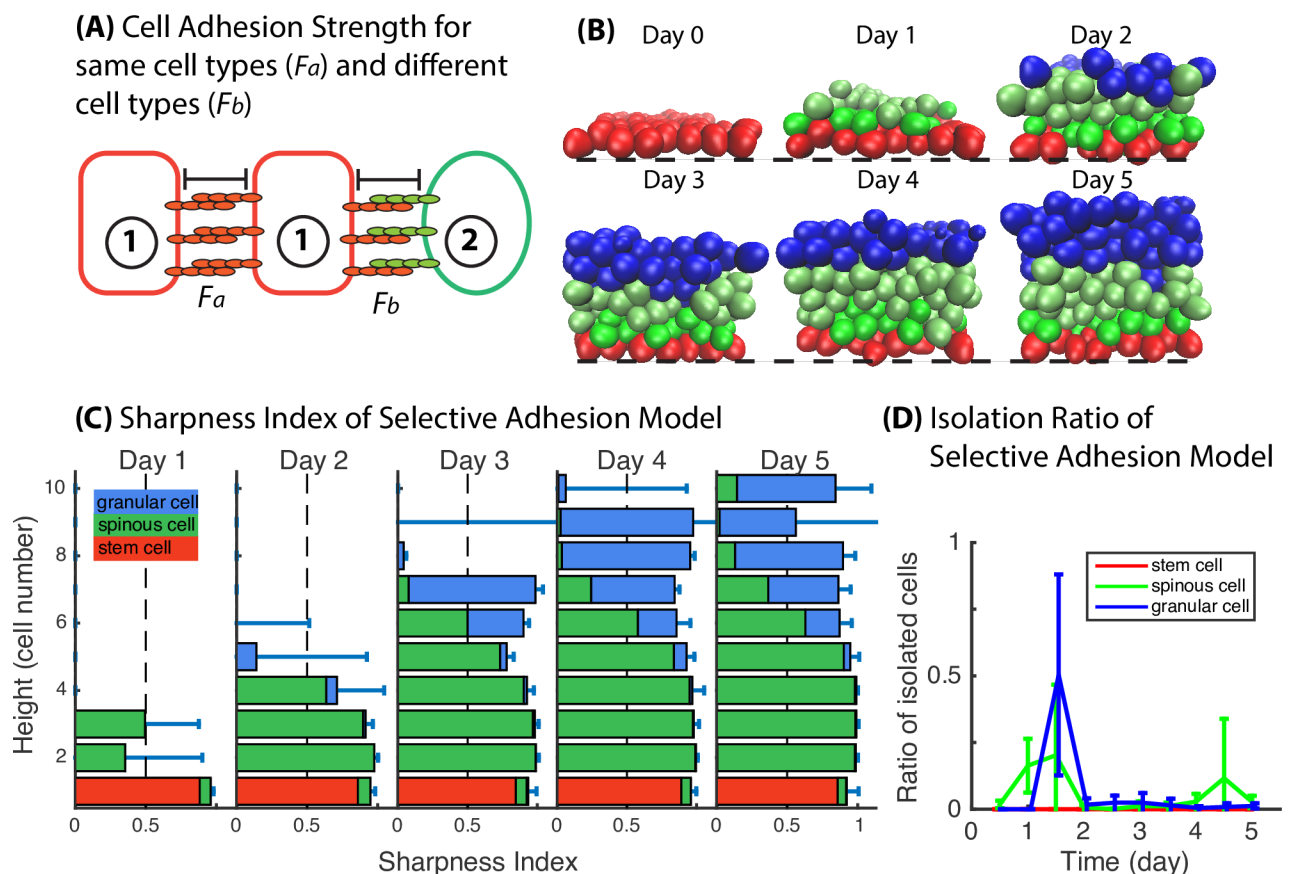 (A) Cell Adhesion Strength for
same cell types (Fa) and different
cell types (Fb)
1
1
2
Fa
Fb
(B)
Day 0
Day 1
Day 2
Day 3
Day 4
Day 5
(C) Sharpness Index of Selective Adhesion Model
Day 1
Day 2
Day 3
Day 4
Day 5
granular cell
spinous cell
stem cell
Height (cell number)
10
8
6
4
2
0
0.5
0
0.5
0
0.5
0
0.5
0
0.5
1
Sharpness Index
(D) Isolation Ratio of
Selective Adhesion Model
stem cell
spinous cell
granular cell
Ratio of isolated cells
1
0.5
0
0
1
2
3
4
5
Time (day)